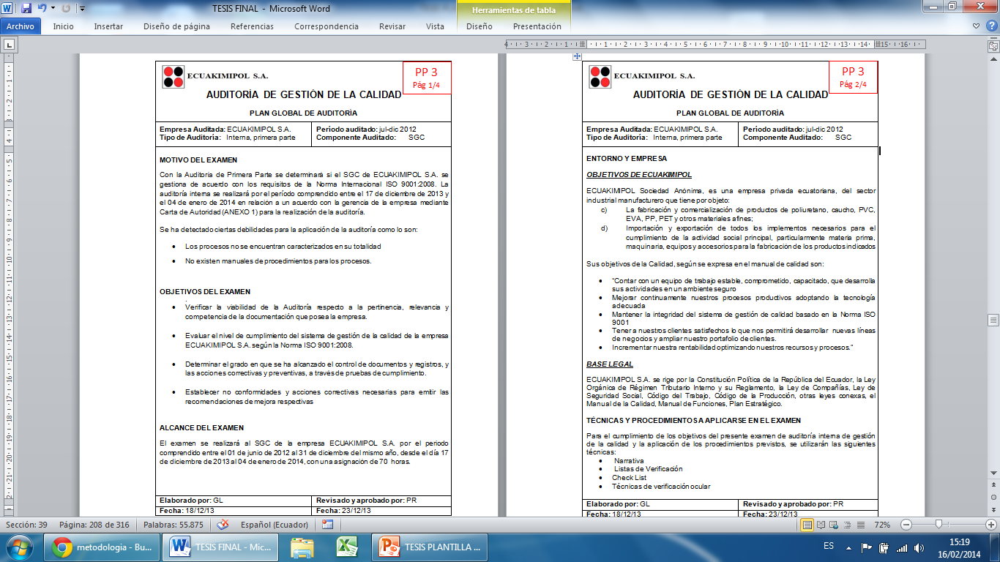 TESIS FINAL - Microsoft Word
Herramientas de tabla
Archivo Inicio Insertar Diseño de página Referencias Correspondencia Revisar Vista Diseño Presentación
ECUAKIMIPOL S.A.
PP 3
Pág 1/4
AUDITORÌA DE GESTIÓN DE LA CALIDAD
PLAN GLOBAL DE AUDITORÌA
Empresa Auditada: ECUAKIMIPOL S.A.
Tipo de Auditoría: Interna, primera parte
Período auditado: jul-dic 2012
Componente Auditado: SGC
MOTIVO DEL EXAMEN
Con la Auditoria de Primera Parte se determinará si el SGC de ECUAKIMIPOL S.A. se
gestiona de acuerdo con los requisitos de la Norma Internacional ISO 9001:2008. La
auditoría interna se realizará por el período comprendido entre el 17 de diciembre de 2013 y
el 04 de enero de 2014 en relación a un acuerdo con la gerencia de la empresa mediante
Carta de Autoridad (ANEXO 1) para la realización de la auditoría.
Se ha detectado ciertas debilidades para la aplicación de la auditoría como lo son:
• Los procesos no se encuentran caracterizados en su totalidad
• No existen manuales de procedimientos para los procesos.
OBJETIVOS DEL EXAMEN
.
• Verificar la viabilidad de la Auditoría respecto a la pertinencia, relevancia y
competencia de la documentación que posea la empresa.
• Evaluar el nivel de cumplimiento del sistema de gestión de la calidad de la empresa
ECUAKIMIPOL S.A. según la Norma ISO 9001:2008.
• Determinar el grado en que se ha alcanzado el control de documentos y registros, y
las acciones correctivas y preventivas, a través de pruebas de cumplimiento.
• Establecer no conformidades y acciones correctivas necesarias para emitir las
recomendaciones de mejora respectivas
ALCANCE DEL EXAMEN
El examen se realizará al SGC de la empresa ECUAKIMIPOL S.A. por el periodo
comprendido entre el 01 de junio de 2012 al 31 de diciembre del mismo año, desde el día 17
de diciembre de 2013 al 04 de enero de 2014, con una asignación de 70 horas.
Elaborado por: GL
Revisado y aprobado por: PR
Fecha: 18/12/13
Fecha: 23/12/13
ECUAKIMIPOL S.A.
PP 3
Pág 2/4
AUDITORÌA DE GESTIÓN DE LA CALIDAD
PLAN GLOBAL DE AUDITORÌA
Empresa Auditada: ECUAKIMIPOL S.A.
Tipo de Auditoría: Interna, primera parte
Período auditado: jul-dic 2012
Componente Auditado: SGC
ENTORNO Y EMPRESA
OBJETIVOS DE ECUAKIMIPOL
ECUAKIMIPOL Sociedad Anónima, es una empresa privada ecuatoriana, del sector
industrial manufacturero que tiene por objeto:
c) La fabricación y comercialización de productos de poliuretano, caucho, PVC,
EVA, PP, PET y otros materiales afines;
d) Importación y exportación de todos los implementos necesarios para el
cumplimiento de la actividad social principal, particularmente materia prima,
maquinaria, equipos y accesorios para la fabricación de los productos indicados
Sus objetivos de la Calidad, según se expresa en el manual de calidad son:
• “Contar con un equipo de trabajo estable, comprometido, capacitado, que desarrolla
sus actividades en un ambiente seguro
• Mejorar continuamente nuestros procesos productivos adoptando la tecnología
adecuada
• Mantener la integridad del sistema de gestión de calidad basado en la Norma ISO
9001
• Tener a nuestros clientes satisfechos lo que nos permitirá desarrollar nuevas líneas
de negocios y ampliar nuestro portafolio de clientes.
• Incrementar nuestra rentabilidad optimizando nuestros recursos y procesos.”
BASE LEGAL
ECUAKIMIPOL S.A. se rige por la Constitución Política de la República del Ecuador, la Ley
Orgánica de Régimen Tributario Interno y su Reglamento, la Ley de Compañías, Ley de
Seguridad Social, Código del Trabajo, Código de la Producción, otras leyes conexas, el
Manual de la Calidad, Manual de Funciones, Plan Estratégico.
TÉCNICAS Y PROCEDIMIENTOS A APLICARSE EN EL EXAMEN
Para el cumplimiento de los objetivos del presente examen de auditoría interna de gestión
de la calidad y la aplicación de los procedimientos previstos, se utilizarán las siguientes
técnicas:
• Narrativa
• Listas de Verificación
• Check List
• Técnicas de verificación ocular
Elaborado por: GL
Revisado y aprobado por: PR
Fecha: 18/12/13
Fecha: 23/12/13
Sección: 39 Página: 208 de 316 Palabras: 55.875 Español (Ecuador) 72%
metodologia - Bu... TESIS FINAL - Mic... TESIS PLANTILLA ... ES 15:19
16/02/2014